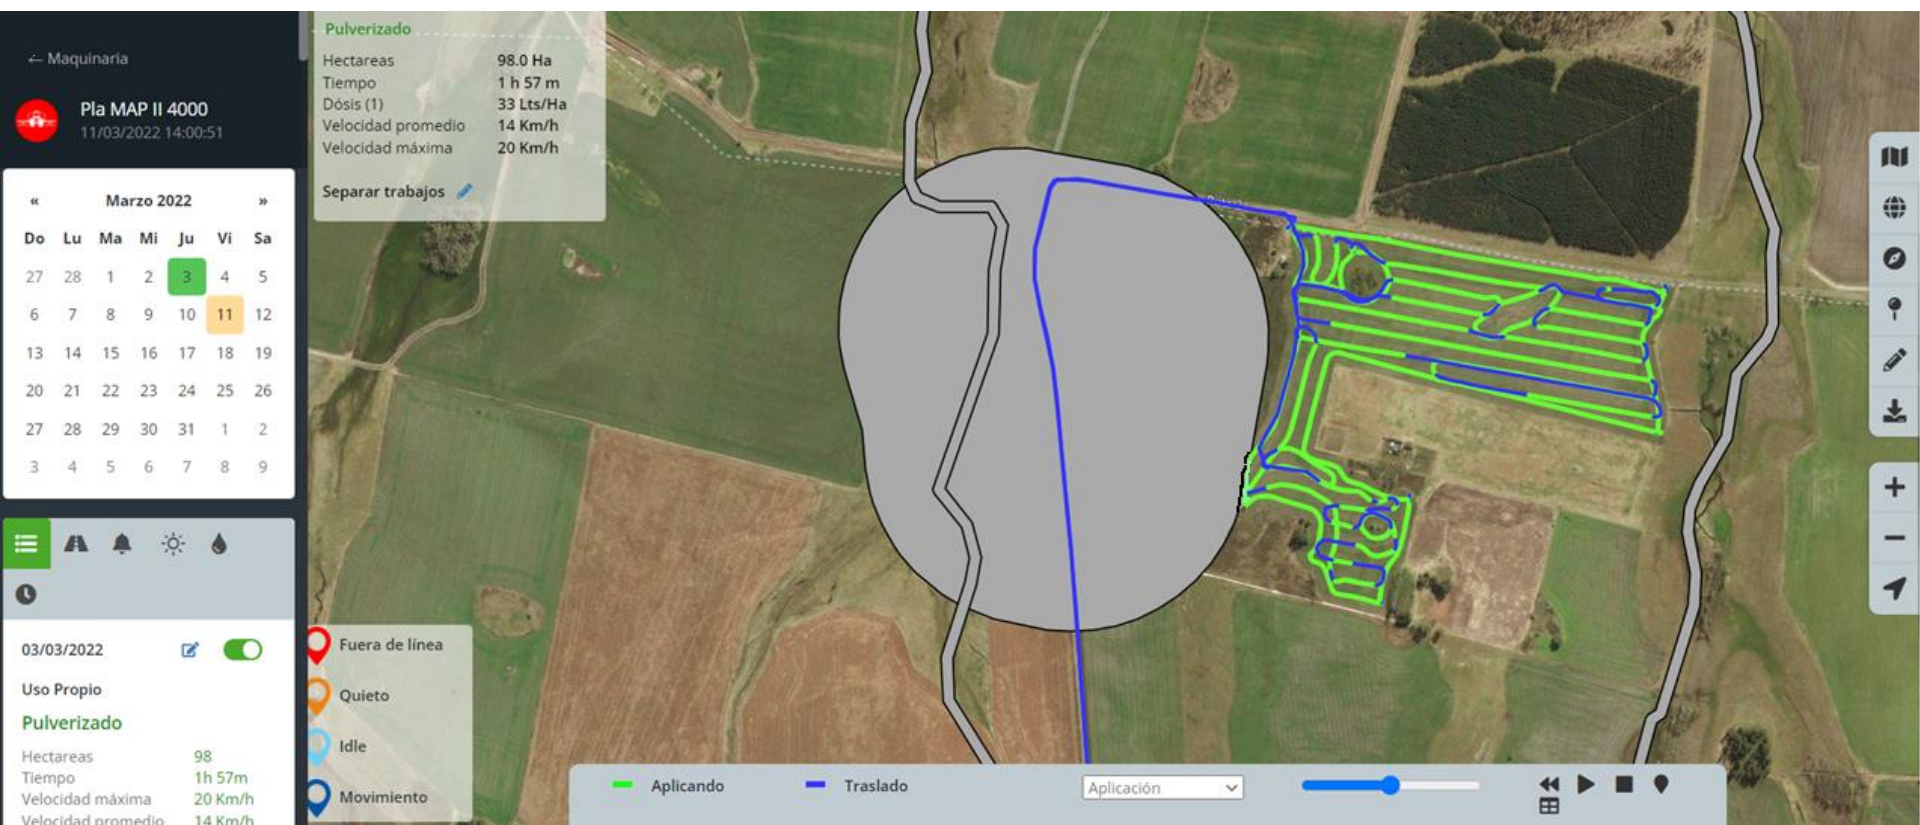 ← Maquinaria
Pla MAP II 4000
11/03/2022 14:00:51
« Marzo 2022 »
Do Lu Ma Mi Ju Vi Sa
27 28 1 2 3 4 5
6 7 8 9 10 11 12
13 14 15 16 17 18 19
20 21 22 23 24 25 26
27 28 29 30 31 1 2
3 4 5 6 7 8 9
03/03/2022
Uso Propio
Pulverizado
Hectareas 98
Tiempo 1h 57m
Velocidad máxima 20 Km/h
Velocidad promedio 14 Km/h
Pulverizado
Hectareas 98.0 Ha
Tiempo 1 h 57 m
Dósis (1) 33 Lts/Ha
Velocidad promedio 14 Km/h
Velocidad máxima 20 Km/h
Separar trabajos
Fuera de línea
Quieto
Idle
Movimiento
Aplicando
Traslado
Aplicación